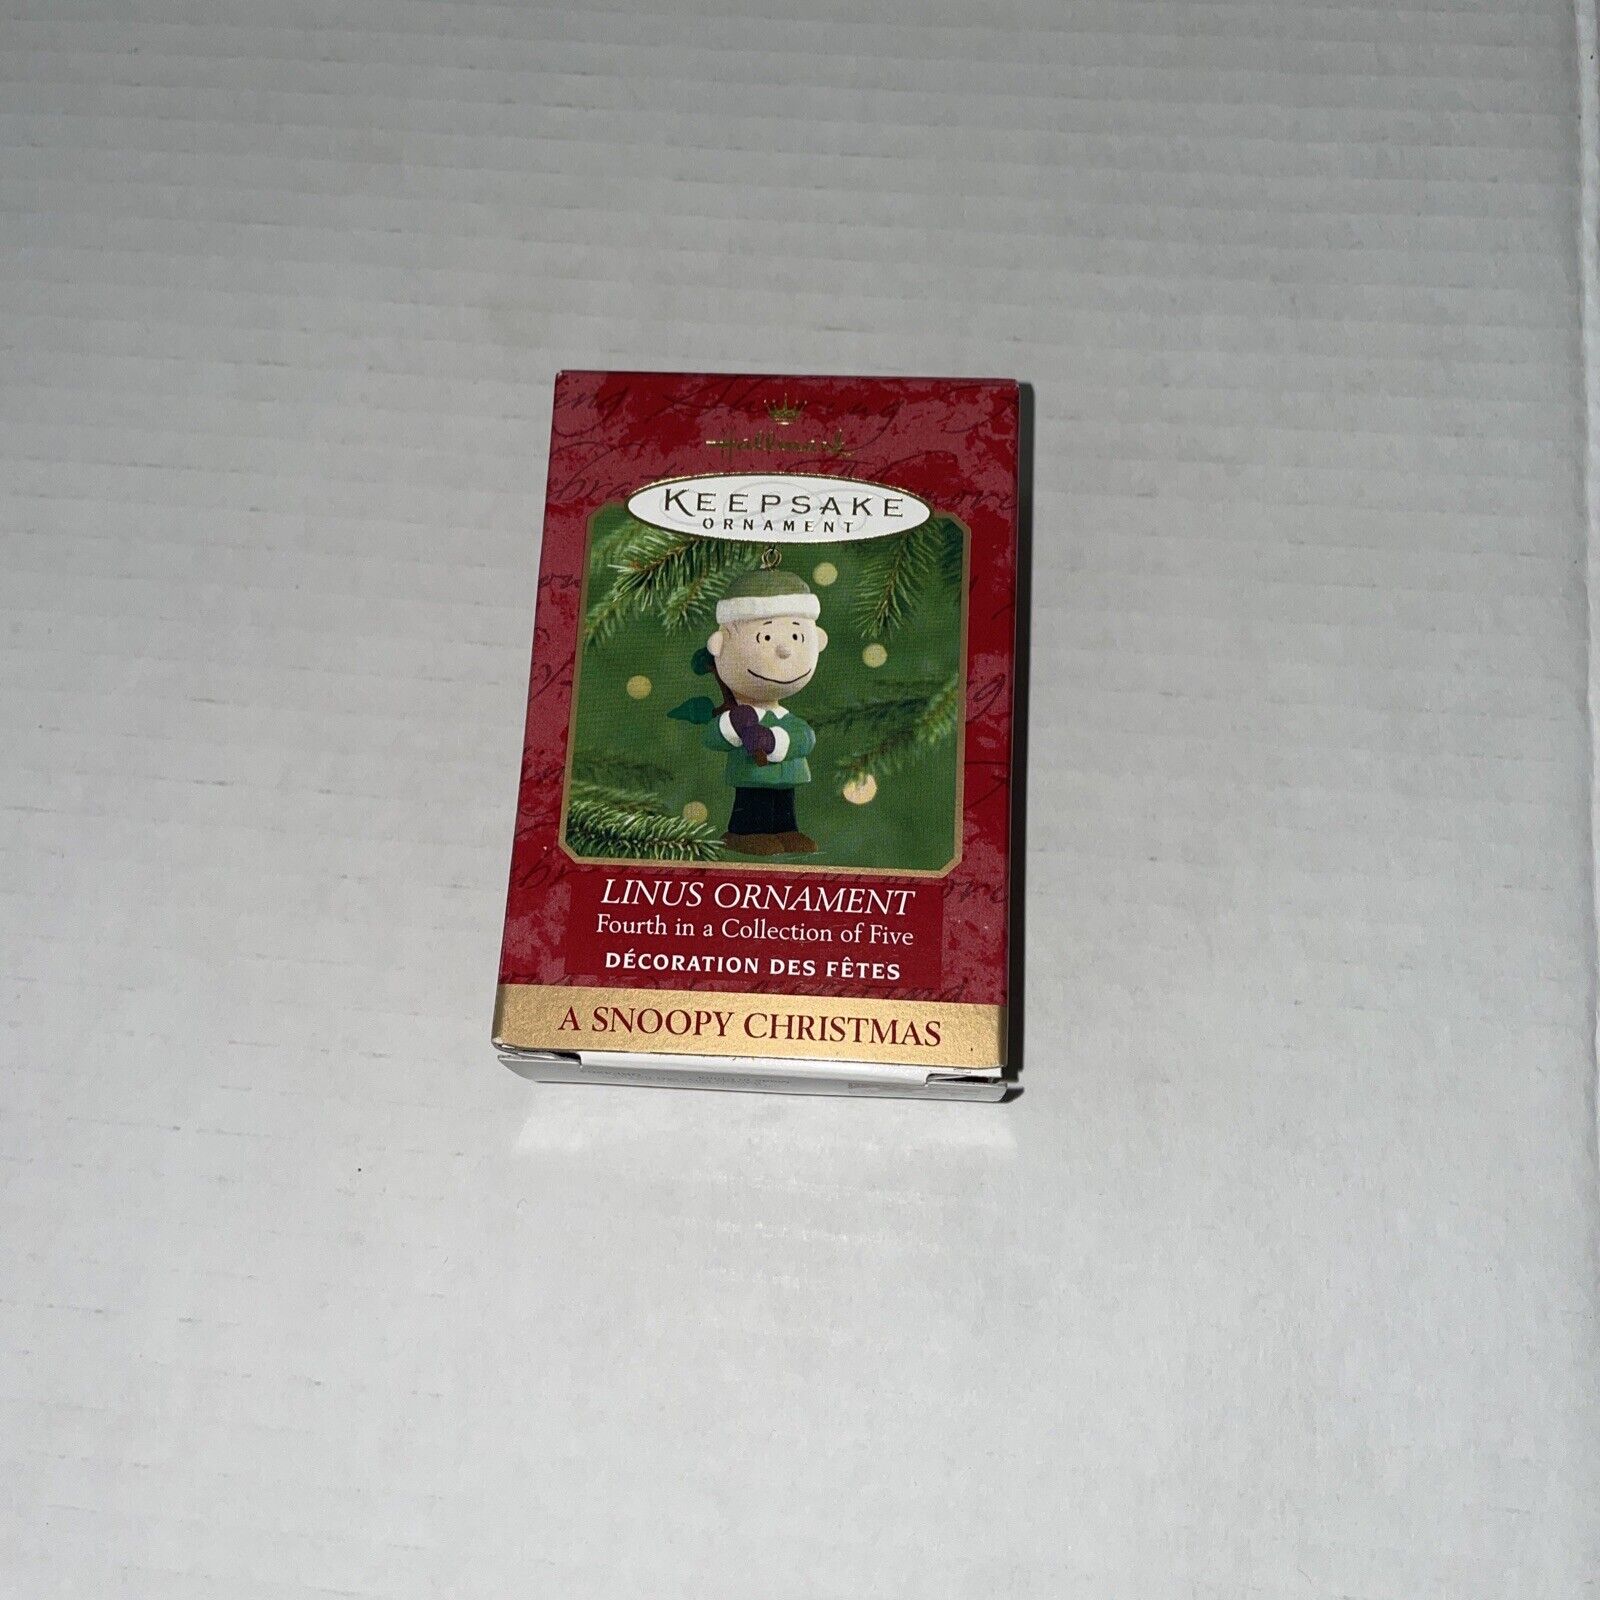 Hallmark
KEEPSAKE
ORNAMENT
LINUS ORNAMENT
Fourth in a Collection of Five
DÉCORATION DES FÊTES
A SNOOPY CHRISTMAS